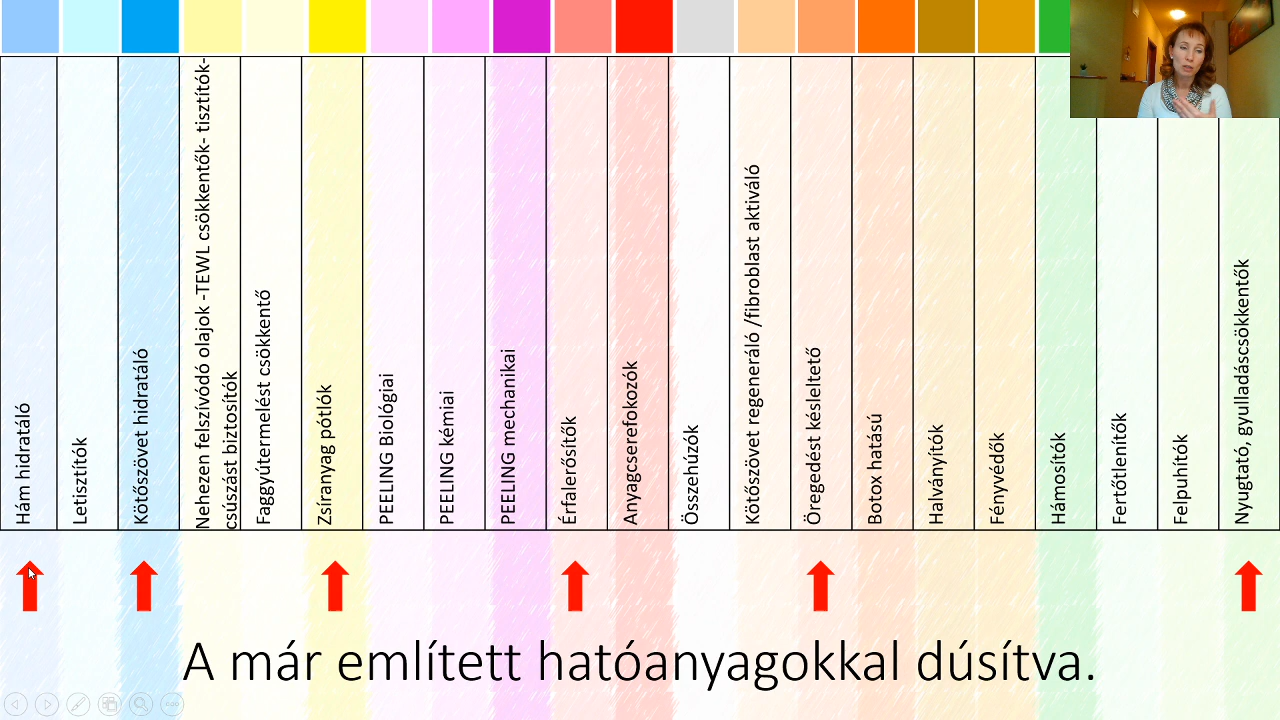 Hám hidratáló
Letisztítók
Kötőszövet hidratáló
Nehezen felszívódó olajok -TEWL csökkentők- tisztítók-
csúszást biztosítók
Faggyútermelést csökkentő
Zsíranyag pótlók
PEELING Biológiai
PEELING kémiai
PEELING mechanikai
Érfalerősítők
Anyagcserefokozók
Összehúzók
Kötőszövet regeneráló /fibroblast aktiváló
Öregedést késleltető
Botox hatású
Halványítók
Fényvédők
Hámosítók
Fertőtlenítők
Felpuhítók
Nyugtató, gyulladáscsökkentők
A már említett hatóanyagokkal dúsítva.